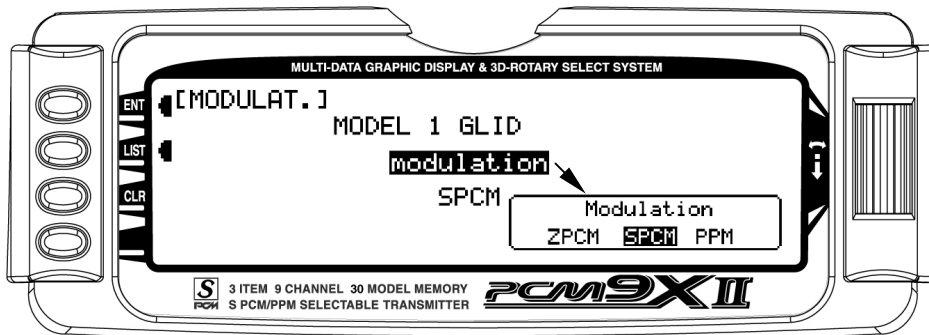 MULTI-DATA GRAPHIC DISPLAY & 3D-ROTARY SELECT SYSTEM
ENT
LIST
CLR
[MODULAT.]
MODEL 1 GLID
modulation
SPCM
Modulation
ZPCM SPCM PPM
S PCM
3 ITEM 9 CHANNEL 30 MODEL MEMORY
S PCM/PPM SELECTABLE TRANSMITTER
PCM9XII